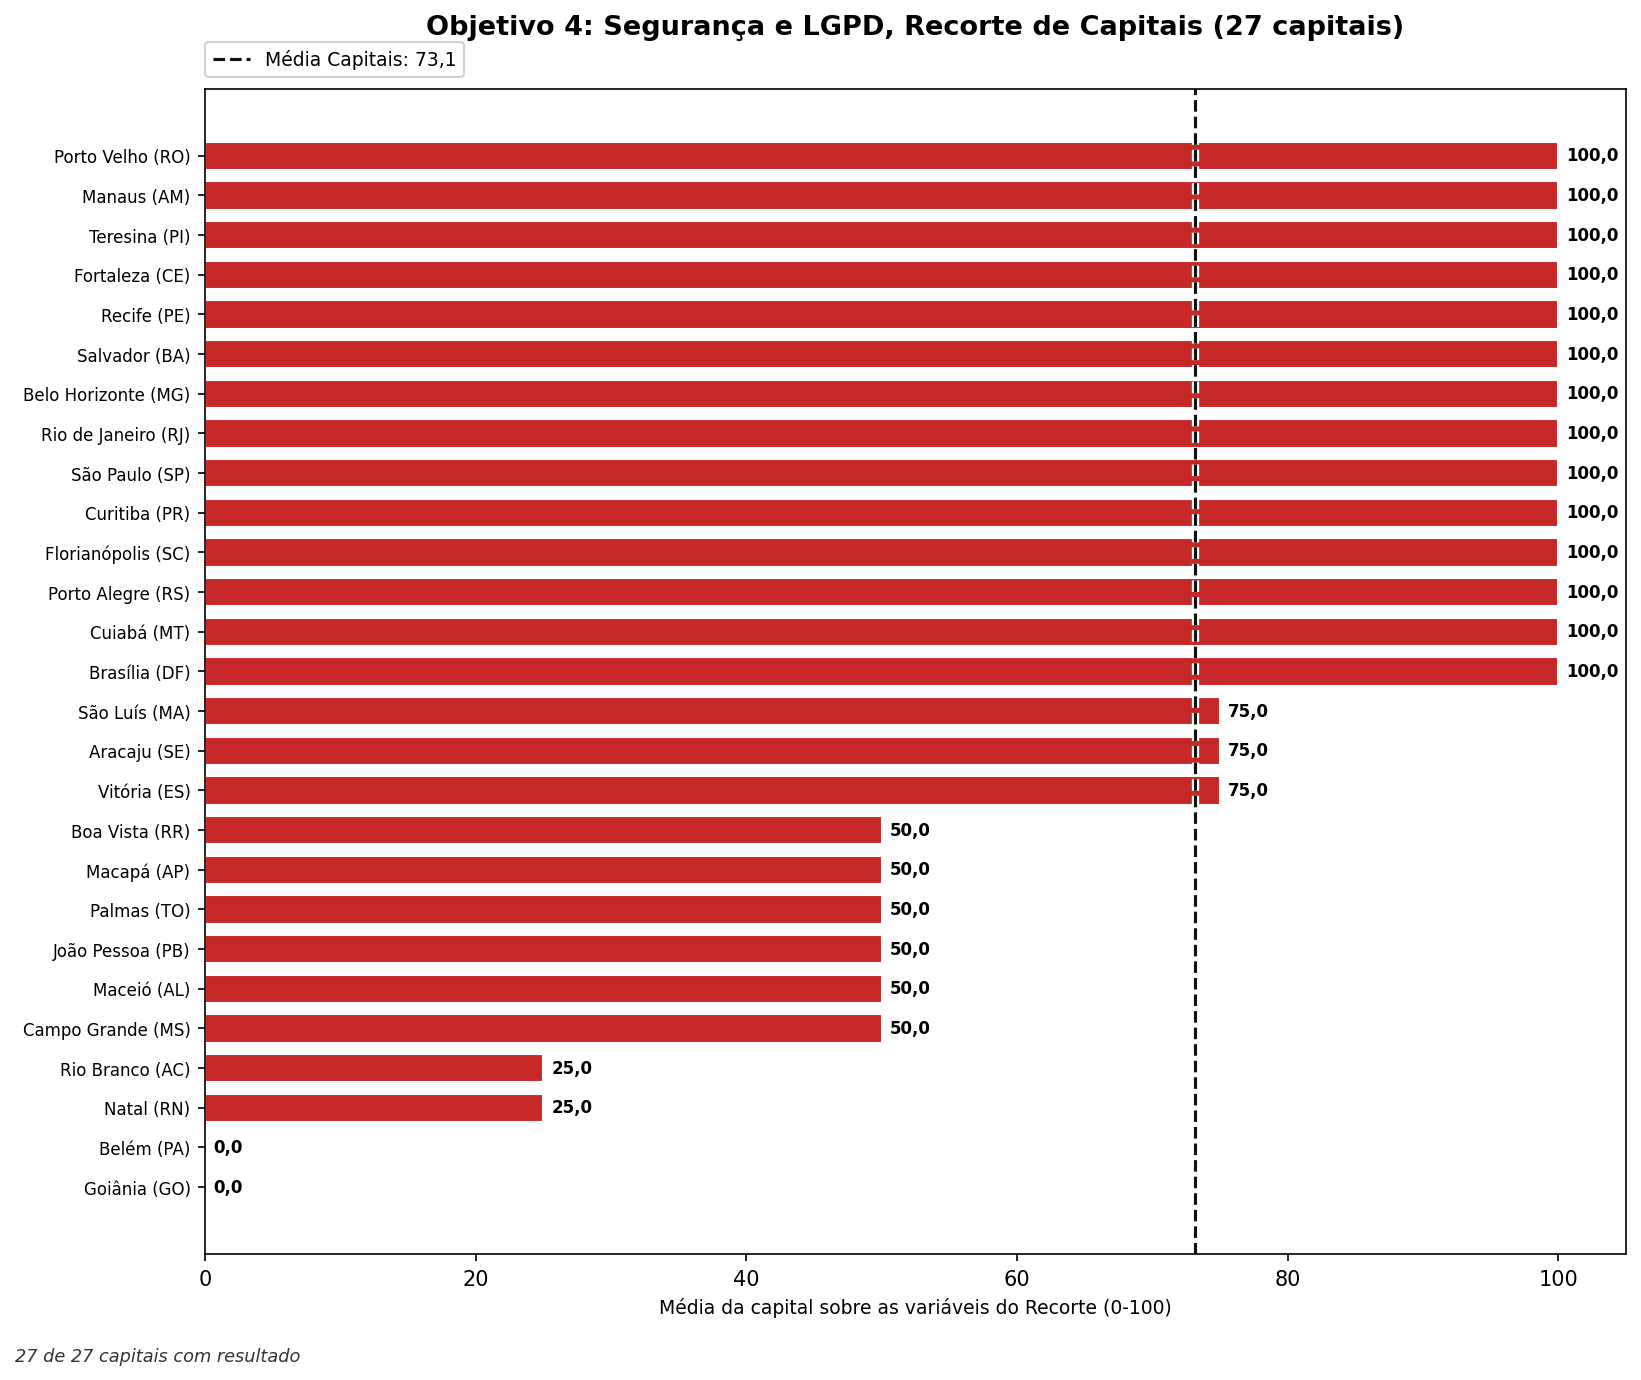 Objetivo 4: Segurança e LGPD, Recorte de Capitais (27 capitais)
Média Capitais: 73,1
Porto Velho (RO) 100,0
Manaus (AM) 100,0
Teresina (PI) 100,0
Fortaleza (CE) 100,0
Recife (PE) 100,0
Salvador (BA) 100,0
Belo Horizonte (MG) 100,0
Rio de Janeiro (RJ) 100,0
São Paulo (SP) 100,0
Curitiba (PR) 100,0
Florianópolis (SC) 100,0
Porto Alegre (RS) 100,0
Cuiabá (MT) 100,0
Brasília (DF) 100,0
São Luís (MA) 75,0
Aracaju (SE) 75,0
Vitória (ES) 75,0
Boa Vista (RR) 50,0
Macapá (AP) 50,0
Palmas (TO) 50,0
João Pessoa (PB) 50,0
Maceió (AL) 50,0
Campo Grande (MS) 50,0
Rio Branco (AC) 25,0
Natal (RN) 25,0
Belém (PA) 0,0
Goiânia (GO) 0,0
0 20 40 60 80 100
Média da capital sobre as variáveis do Recorte (0-100)
27 de 27 capitais com resultado